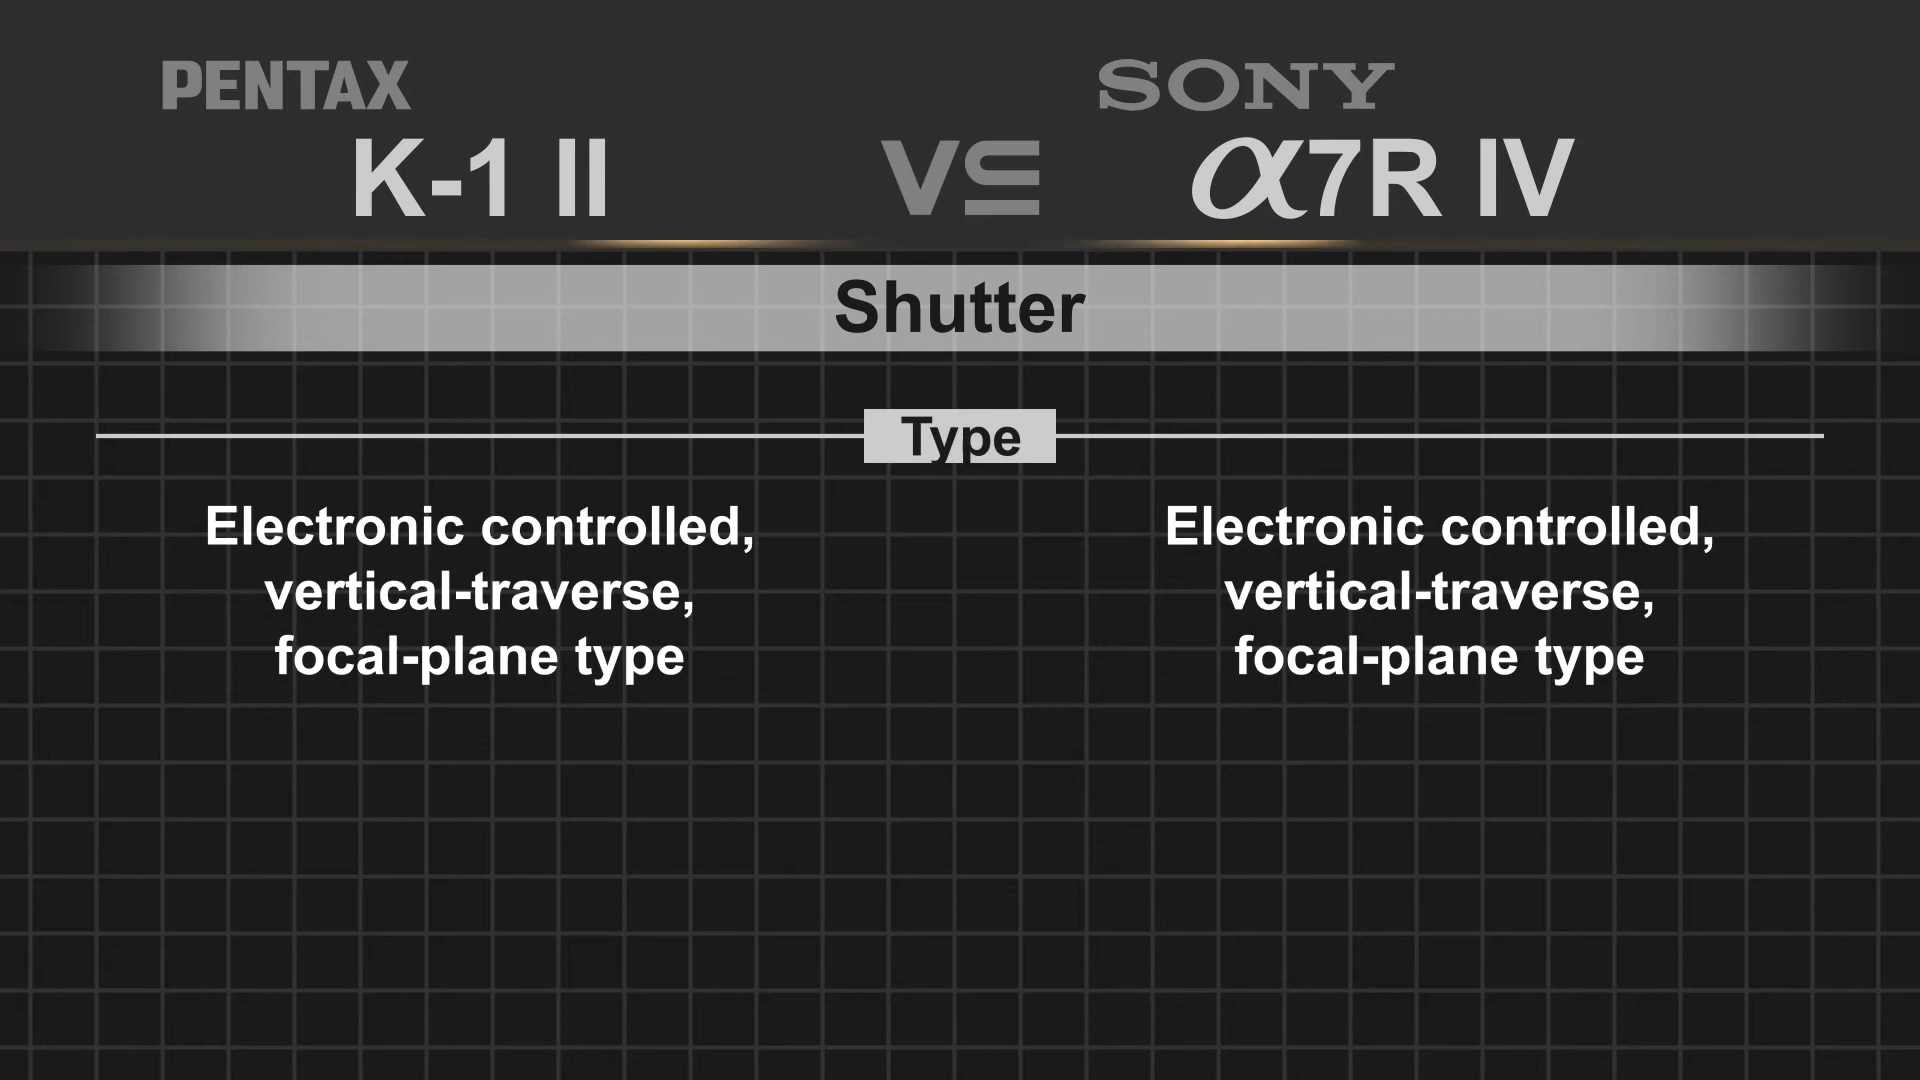 PENTAX
K-1 II
VS
SONY
α7R IV
Shutter
Type
Electronic controlled,
vertical-traverse,
focal-plane type
Electronic controlled,
vertical-traverse,
focal-plane type